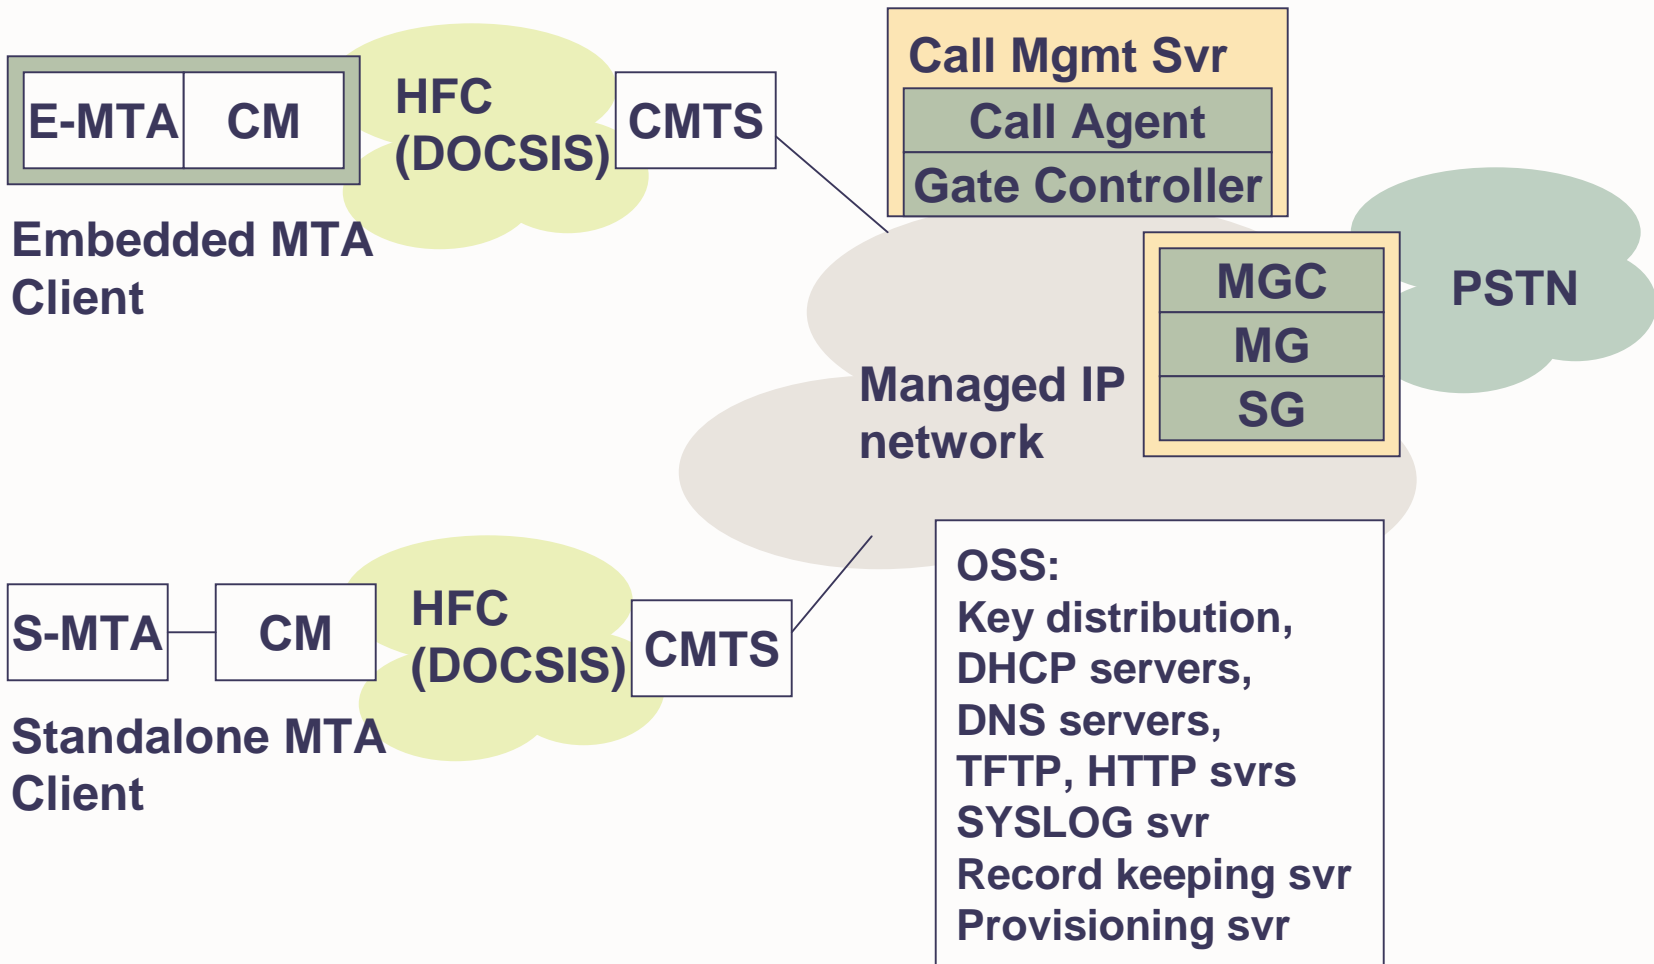 E-MTA
CM
HFC
(DOCSIS)
CMTS
Embedded MTA
Client
Call Mgmt Svr
Call Agent
Gate Controller
MGC
MG
SG
PSTN
Managed IP
network
S-MTA
CM
HFC
(DOCSIS)
CMTS
Standalone MTA
Client
OSS:
Key distribution,
DHCP servers,
DNS servers,
TFTP, HTTP svrs
SYSLOG svr
Record keeping svr
Provisioning svr